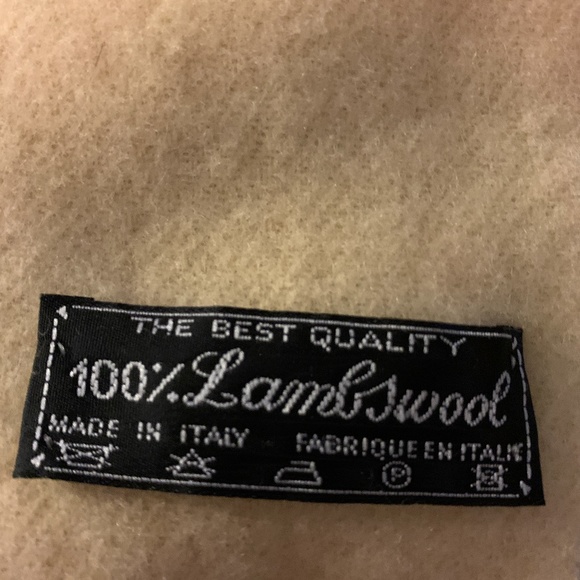 THE BEST QUALITY
100% Lambswool
MADE IN iTALY FABRIQUE EN ITALIE
P